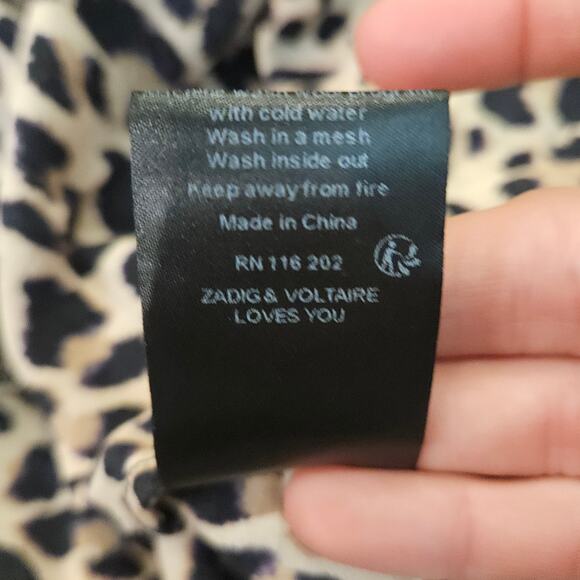 with cold water
Wash in a mesh
Wash inside out
Keep away from fire
Made in China
RN 116 202
ZADIG & VOLTAIRE
LOVES YOU